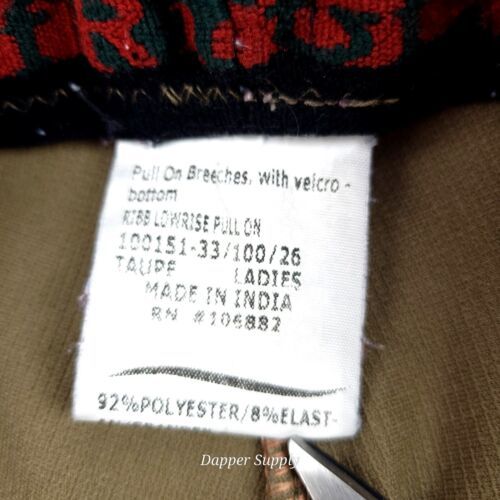 Pull On Breeches, with velcro -
bottom
RIBB LOWRISE PULL ON
100151-33/100/26
TAUPE LADIES
MADE IN INDIA
RN #106882
92%POLYESTER/8%ELAST-
Dapper Supply